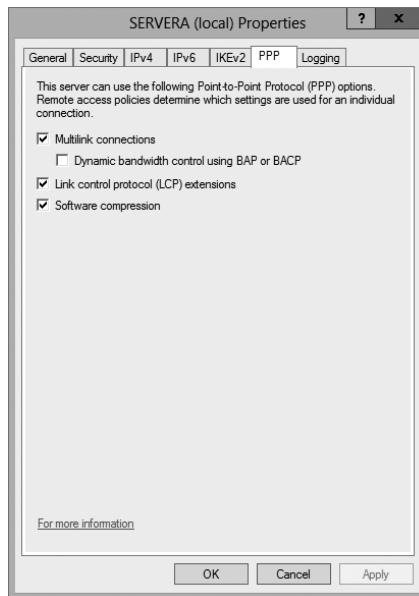 SERVERA (local) Properties
? x
General Security IPv4 IPv6 IKEv2 PPP Logging
This server can use the following Point-to-Point Protocol (PPP) options.
Remote access policies determine which settings are used for an individual
connection.
Multilink connections
Dynamic bandwidth control using BAP or BACP
Link control protocol (LCP) extensions
Software compression
For more information
OK Cancel Apply